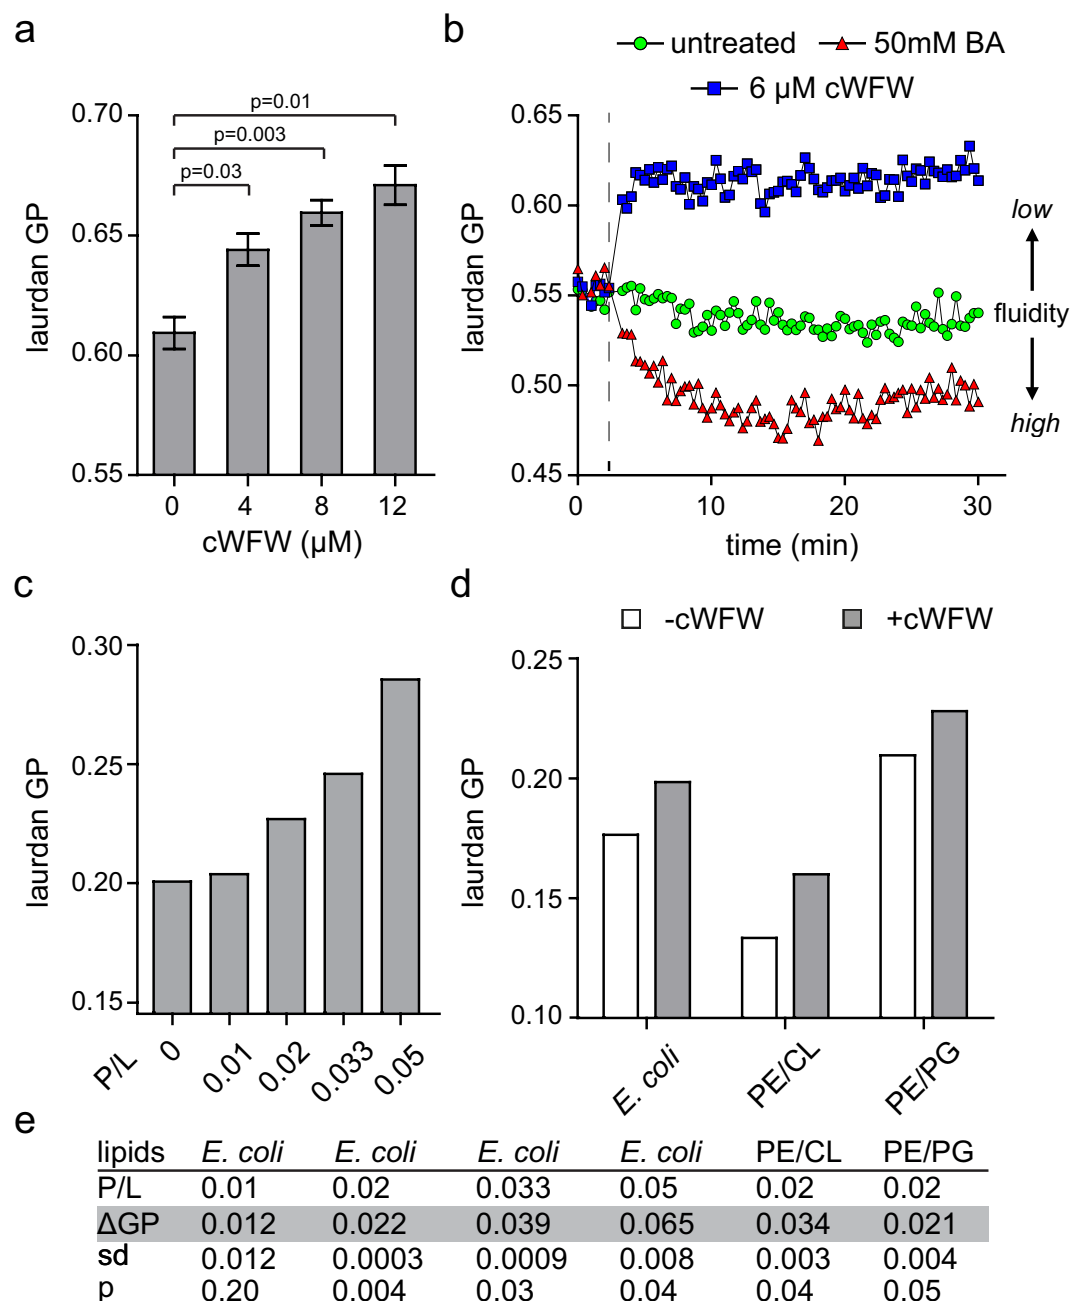 a
0.70
0.65
0.60
0.55
laurdan GP
p=0.01
p=0.003
p=0.03
0 4 8 12
cWFW (µM)
b
untreated 50mM BA
6 µM cWFW
0.65
0.60
0.55
0.50
0.45
laurdan GP
low
fluidity
high
0 10 20 30
time (min)
c
0.30
0.25
0.20
0.15
laurdan GP
P/L 0 0.01 0.02 0.033 0.05
d
-cWFW +cWFW
0.25
0.20
0.15
0.10
laurdan GP
E. coli PE/CL PE/PG
e
lipids E. coli E. coli E. coli E. coli PE/CL PE/PG
P/L 0.01 0.02 0.033 0.05 0.02 0.02
ΔGP 0.012 0.022 0.039 0.065 0.034 0.021
sd 0.012 0.0003 0.0009 0.008 0.003 0.004
p 0.20 0.004 0.03 0.04 0.04 0.05